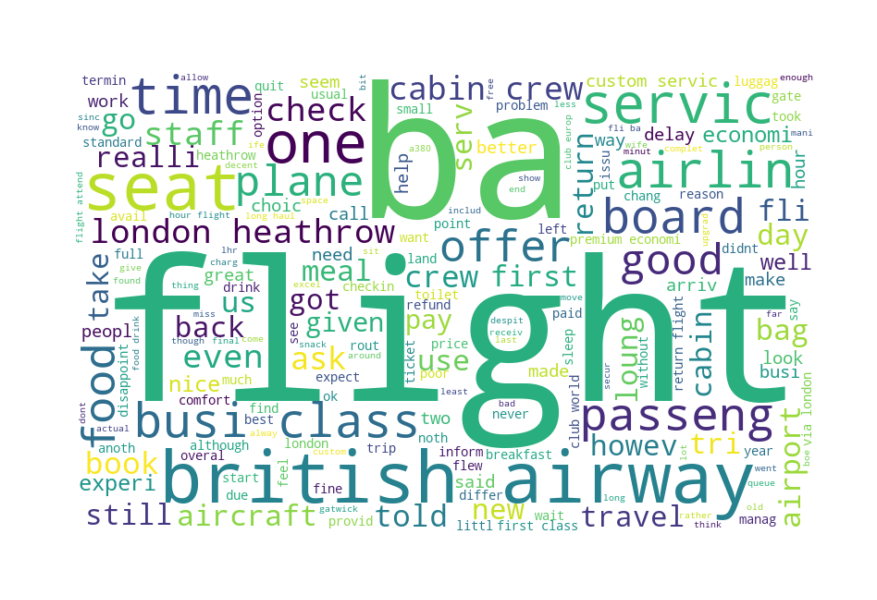 termin
allow
quit
seem
cabin crew
custom servic
luggag
enough
since
know
work
time
usual
bit
free
less
gate
go
option
check
small
problem
took
standard
staff
one
ba
servic
delay
economi
mani
realli
heathrow
ife
decent
a380
serv
better
fli ba
minut
way
complet
person
wife
club europ
issu
help
show
end
return
put
airlin
hour
seat
plane
choic
chang
reason
flight attend
avail
hour flight
long haul
space
call
includ
point
left
board
upgrad
fli
didnt
day
london heathrow
want
offer
premium economi
full
lhr
charg
need
sit
land
good
well
give
found
great
meal
crew first
make
take
thing
drink
excel
checkin
toilet
move
arriv
us
got
refund
paid
far
say
miss
see
despit
receiv
peopl
back
given
pay
flight
loung
bag
though
final
come
snack
around
rout
price
last
sleep
without
return flight
cabin
look
disappoint
food drink
even
ask
ticket
use
made
busi
food
nice
much
expect
poor
secur
via london
comfort
ok
least
bad
club world
dont
find
busi class
two
never
passeng
actual
best
alway
lot
boe
book
anoth
although
london
noth
inform
breakfast
howev
tri
year
airport
overal
custom
trip
flew
experi
start
feel
british airway
said
differ
went
queue
due
fine
long
still
aircraft
gatwick
provid
told
new
wait
travel
rather
think
old
manag
littl
first class